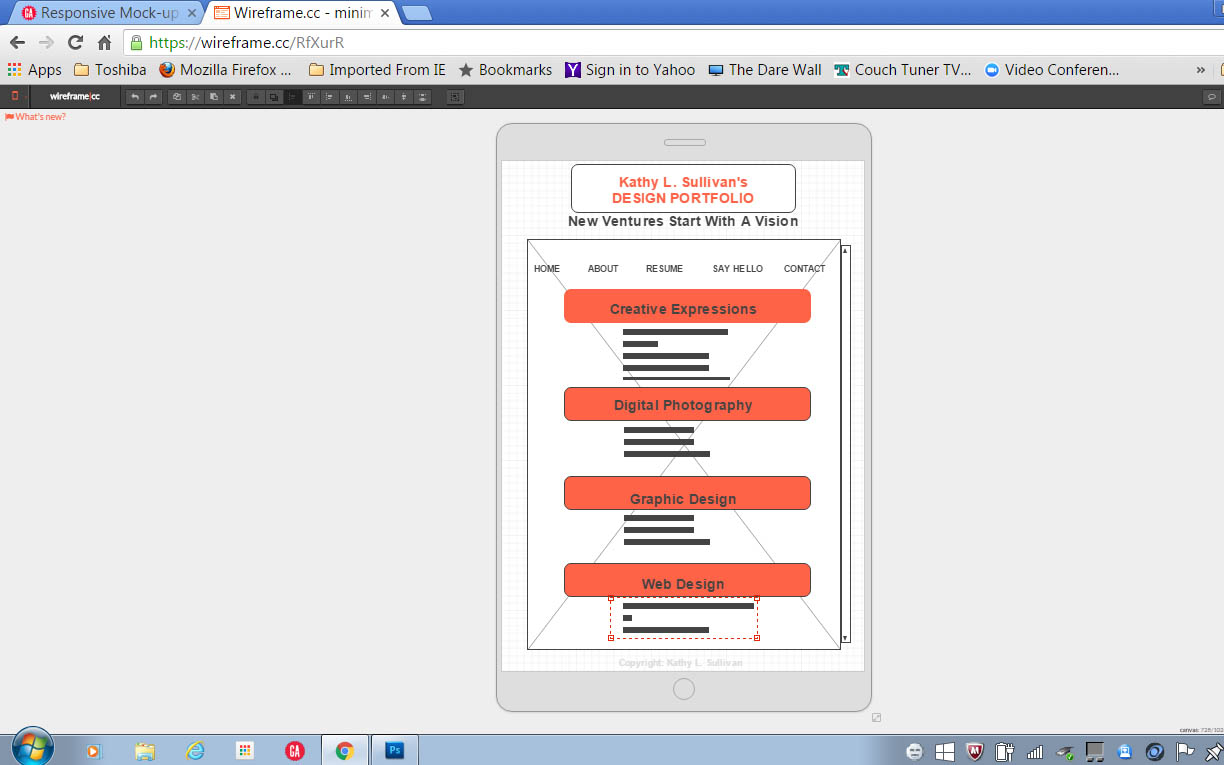 Responsive Mock-up
Wireframe.cc - minim
https://wireframe.cc/RfXurR
Apps Toshiba Mozilla Firefox ... Imported From IE Bookmarks Sign in to Yahoo The Dare Wall Couch Tuner TV... Video Conferen... »
wireframe|cc
What's new?
Kathy L. Sullivan's
DESIGN PORTFOLIO
New Ventures Start With A Vision
HOME ABOUT RESUME SAY HELLO CONTACT
Creative Expressions
Digital Photography
Graphic Design
Web Design
Copyright: Kathy L. Sullivan
GA
Ps